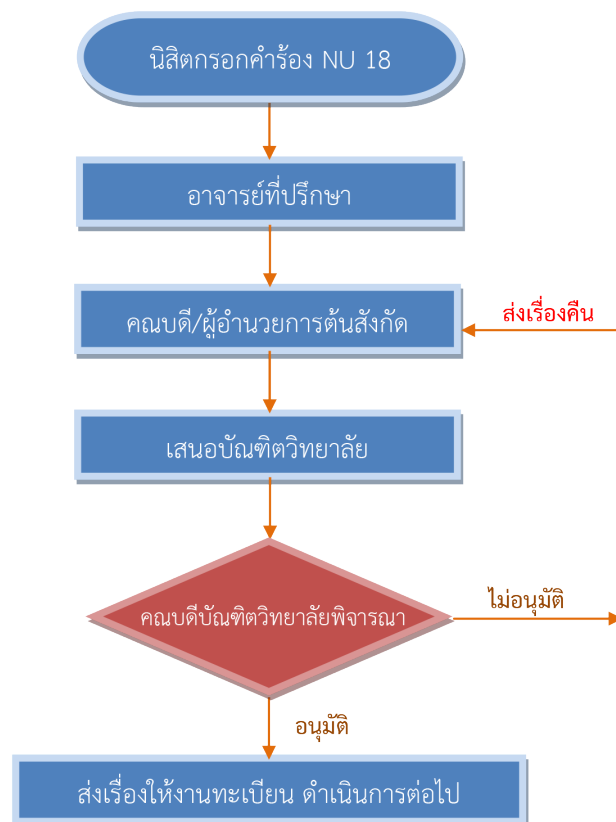 นิสิตกรอกคำร้อง NU 18
อาจารย์ที่ปรึกษา
คณบดี/ผู้อำนวยการต้นสังกัด
ส่งเรื่องคืน
เสนอบัณฑิตวิทยาลัย
คณบดีบัณฑิตวิทยาลัยพิจารณา
ไม่อนุมัติ
อนุมัติ
ส่งเรื่องให้งานทะเบียน ดำเนินการต่อไป